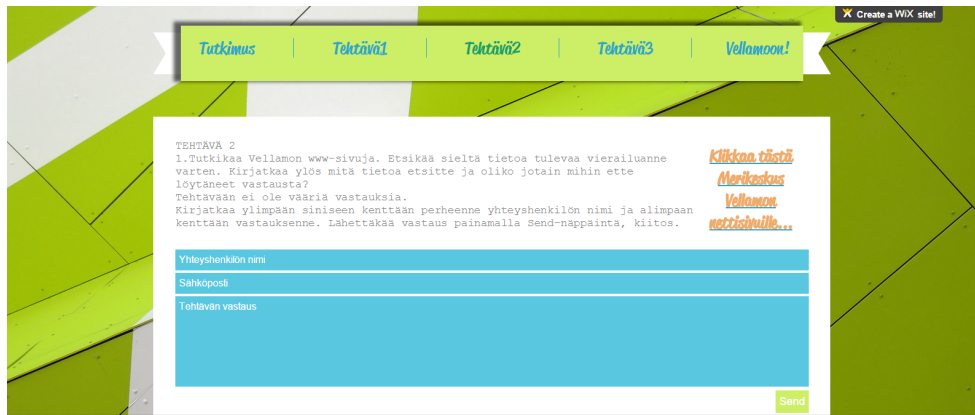 Create a WiX site!
Tutkimus Tehtävä1 Tehtävä2 Tehtävä3 Vellamoon!
TEHTÄVÄ 2
1.Tutkikaa Vellamon www-sivuja. Etsikää sieltä tietoa tulevaa vierailuanne
varten. Kirjatkaa ylös mitä tietoa etsitte ja oliko jotain mihin ette
löytäneet vastausta?
Tehtävään ei ole vääriä vastauksia.
Kirjatkaa ylimpään siniseen kenttään perheenne yhteyshenkilön nimi ja alimpaan
kenttään vastauksenne. Lähettäkää vastaus painamalla Send-näppäintä, kiitos.
Klikkaa tästä
Merikeskus
Vellamon
nettisivuille...
Yhteyshenkilön nimi
Sähköposti
Tehtävän vastaus
Send